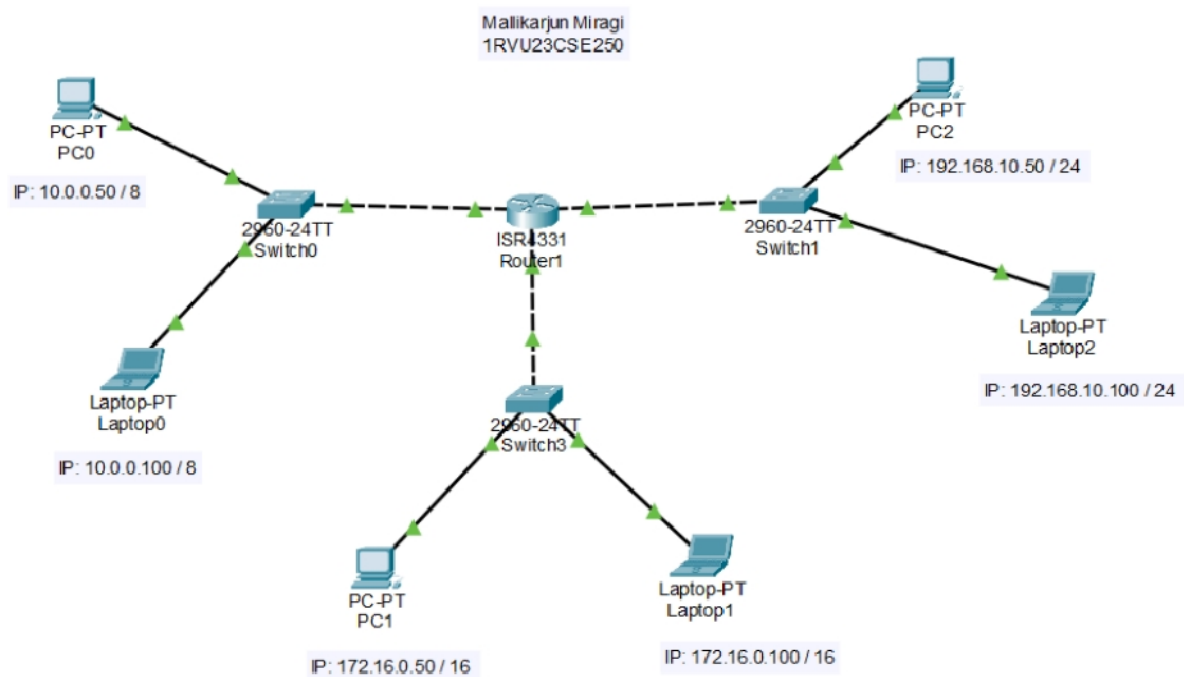 Mallikarjun Miragi
1RVU23CSE250
PC-PT
PC0
IP: 10.0.0.50 / 8
2960-24TT
Switch0
Laptop-PT
Laptop0
IP: 10.0.0.100 / 8
ISR4331
Router1
2960-24TT
Switch3
PC-PT
PC1
IP: 172.16.0.50 / 16
Laptop-PT
Laptop1
IP: 172.16.0.100 / 16
PC-PT
PC2
IP: 192.168.10.50 / 24
2960-24TT
Switch1
Laptop-PT
Laptop2
IP: 192.168.10.100 / 24